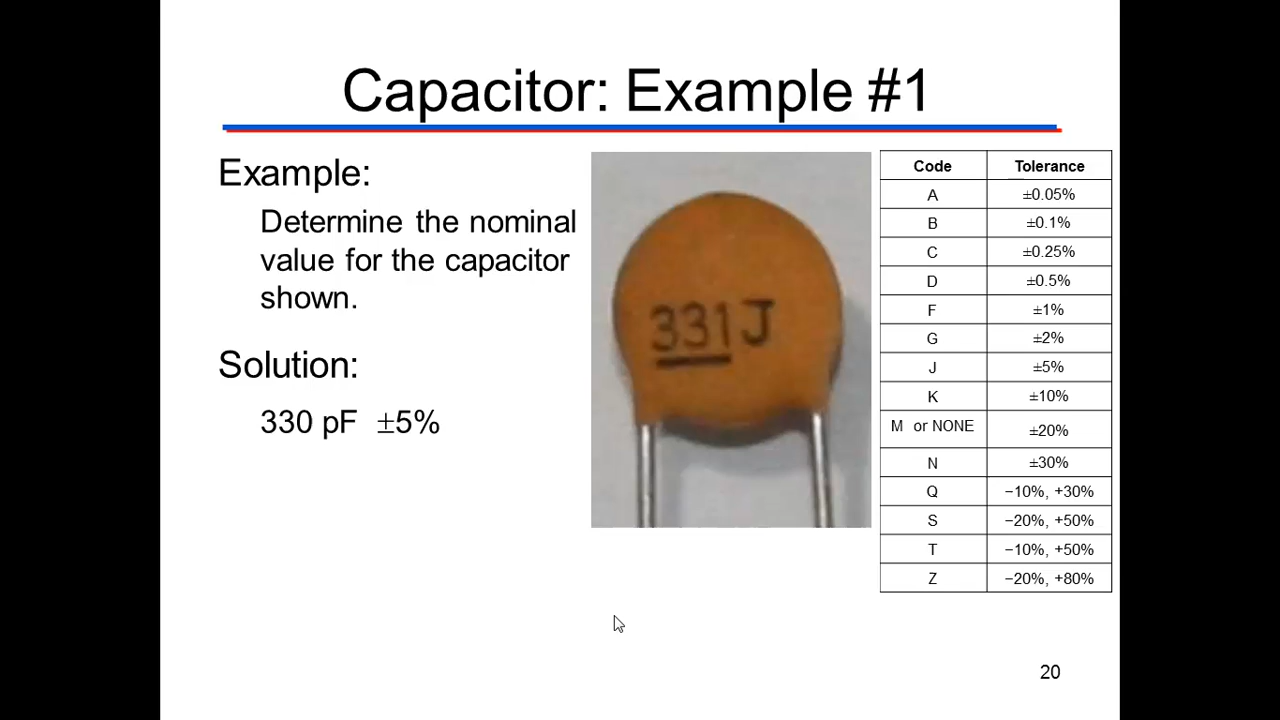 Capacitor: Example #1
Example:
Determine the nominal
value for the capacitor
shown.
Solution:
330 pF ±5%
331J
Code Tolerance
A ±0.05%
B ±0.1%
C ±0.25%
D ±0.5%
F ±1%
G ±2%
J ±5%
K ±10%
M or NONE ±20%
N ±30%
Q −10%, +30%
S −20%, +50%
T −10%, +50%
Z −20%, +80%
20